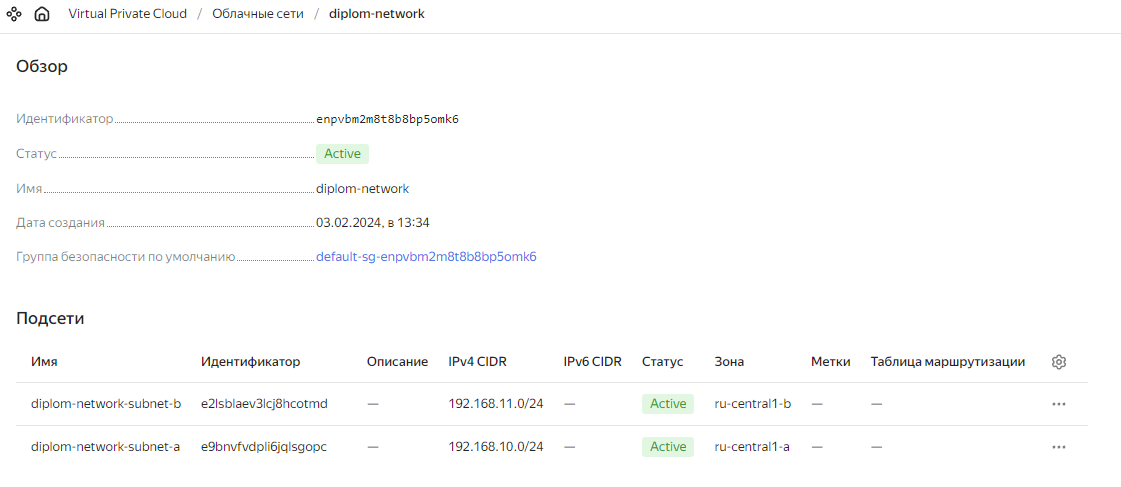 Virtual Private Cloud / Облачные сети / diplom-network
Обзор
Идентификатор enpvbm2m8t8b8bp5omk6
Статус Active
Имя diplom-network
Дата создания 03.02.2024, в 13:34
Группа безопасности по умолчанию default-sg-enpvbm2m8t8b8bp5omk6
Подсети
Имя Идентификатор Описание IPv4 CIDR IPv6 CIDR Статус Зона Метки Таблица маршрутизации
diplom-network-subnet-b e2lsblaev3lcj8hcotmd — 192.168.11.0/24 — Active ru-central1-b — —
diplom-network-subnet-a e9bnvfvdpli6jqlsgopc — 192.168.10.0/24 — Active ru-central1-a — —